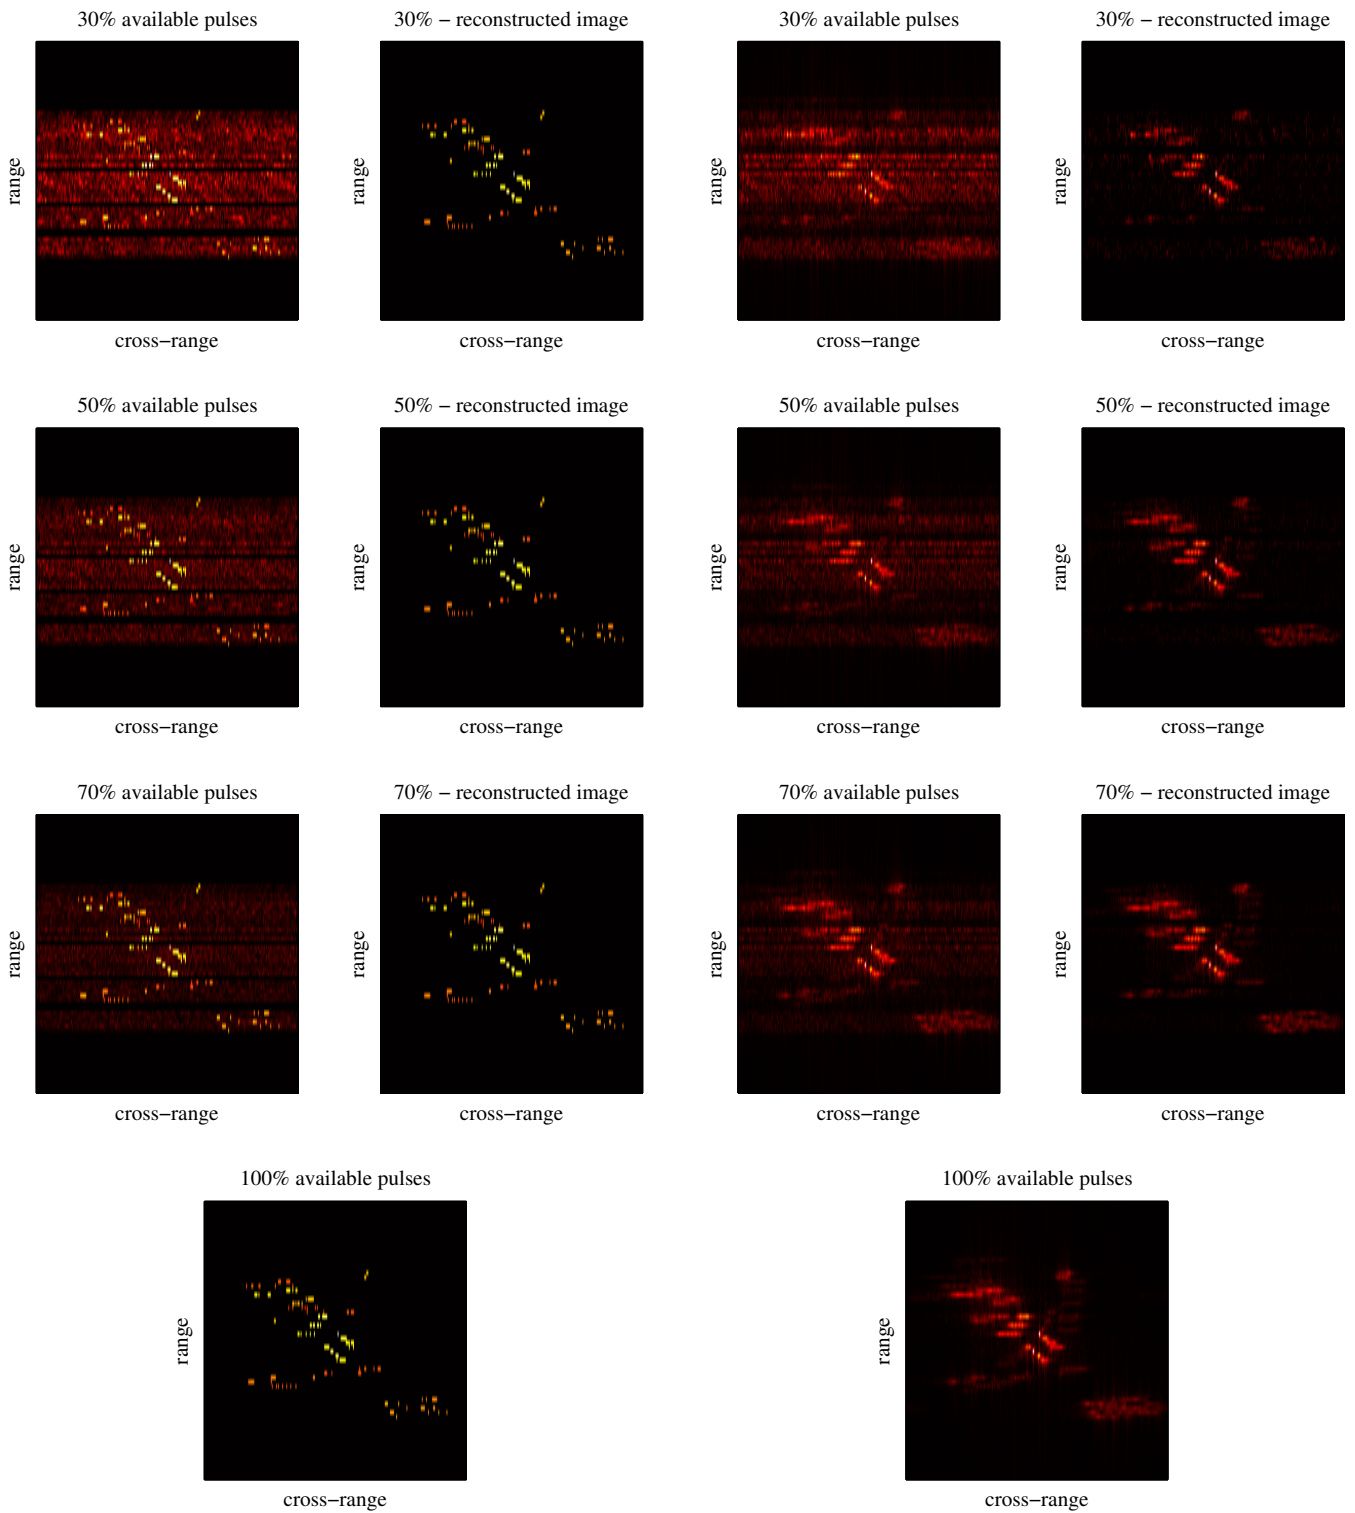 30% available pulses
30% − reconstructed image
30% available pulses
30% − reconstructed image
range
range
range
range
cross−range
cross−range
cross−range
cross−range
50% available pulses
50% − reconstructed image
50% available pulses
50% − reconstructed image
range
range
range
range
cross−range
cross−range
cross−range
cross−range
70% available pulses
70% − reconstructed image
70% available pulses
70% − reconstructed image
range
range
range
range
cross−range
cross−range
cross−range
cross−range
100% available pulses
100% available pulses
range
range
cross−range
cross−range